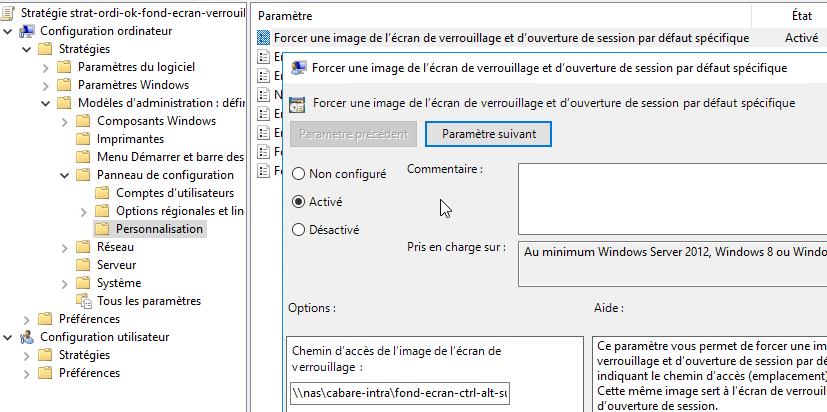 Stratégie strat-ordi-ok-fond-ecran-verrouil
Configuration ordinateur
Stratégies
Paramètres du logiciel
Paramètres Windows
Modèles d'administration : défini
Composants Windows
Imprimantes
Menu Démarrer et barre des
Panneau de configuration
Comptes d'utilisateurs
Options régionales et lin
Personnalisation
Réseau
Serveur
Système
Tous les paramètres
Préférences
Configuration utilisateur
Stratégies
Préférences
Paramètre
État
Forcer une image de l'écran de verrouillage et d'ouverture de session par défaut spécifique
Activé
Forcer une image de l'écran de verrouillage et d'ouverture de session par défaut spécifique
Forcer une image de l'écran de verrouillage et d'ouverture de session par défaut spécifique
Paramètre précédent
Paramètre suivant
Non configuré
Activé
Désactivé
Commentaire :
Pris en charge sur :
Au minimum Windows Server 2012, Windows 8 ou Windo
Options :
Aide :
Chemin d'accès de l'image de l'écran de
verrouillage :
\\nas\cabare-intra\fond-ecran-ctrl-alt-su
Ce paramètre vous permet de forcer une im
verrouillage et d'ouverture de session par dé
indiquant le chemin d'accès (emplacement)
Cette même image sert à l'écran de verrouil
d'ouverture de session.